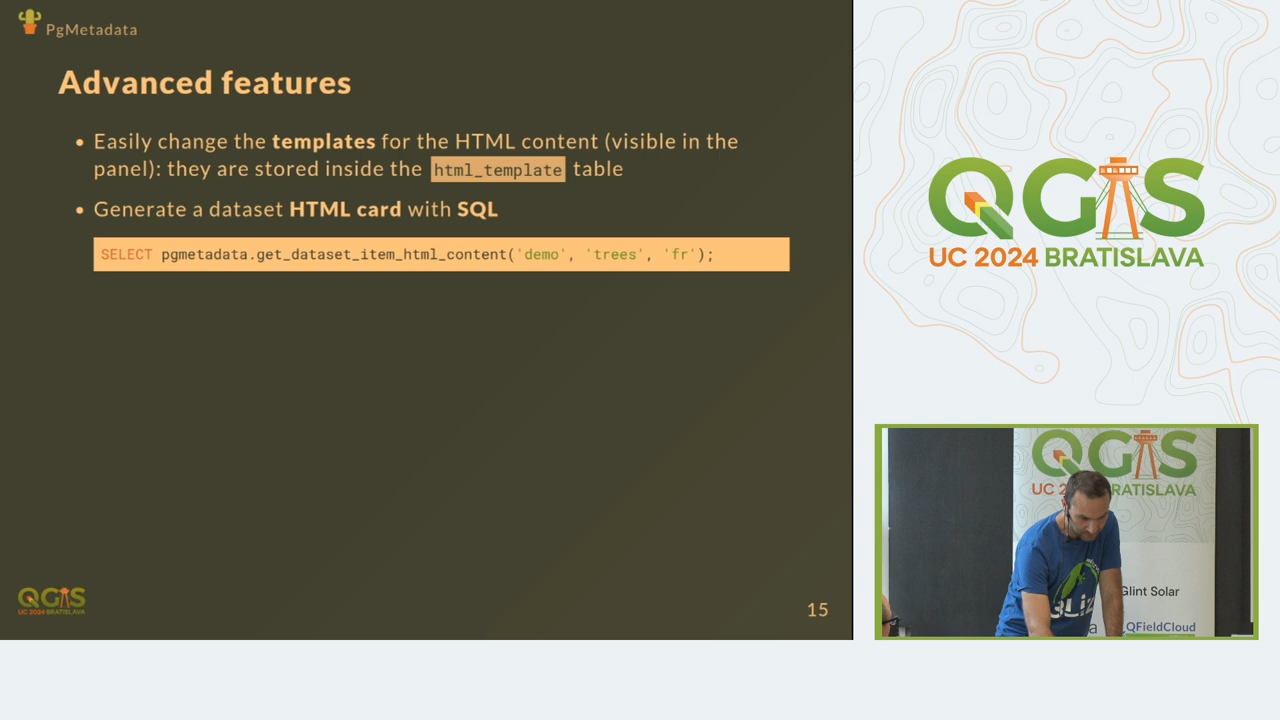 PgMetadata
Advanced features
• Easily change the templates for the HTML content (visible in the
panel): they are stored inside the html_template table
• Generate a dataset HTML card with SQL
SELECT pgmetadata.get_dataset_item_html_content('demo', 'trees', 'fr');
QGIS
UC 2024 BRATISLAVA
15
QGIS
UC 2024 BRATISLAVA
QGIS
UC 2 BRATISLAVA
3Liz
Glint Solar
QFieldCloud